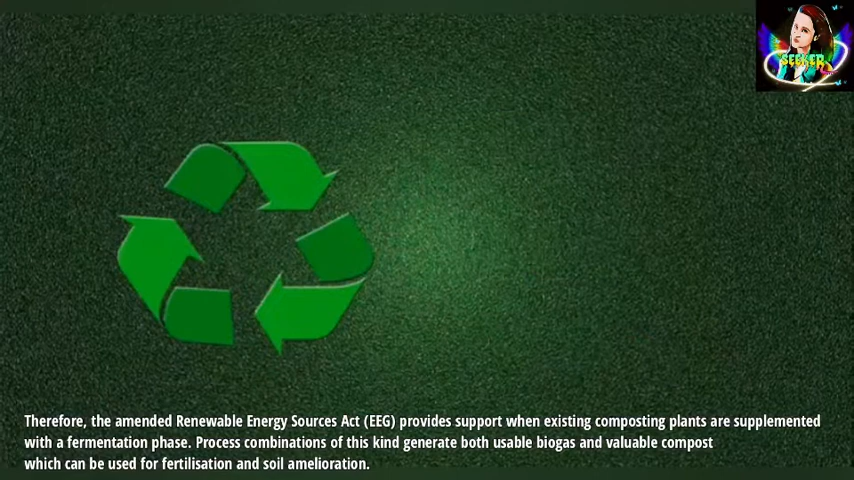 SEEKER
Therefore, the amended Renewable Energy Sources Act (EEG) provides support when existing composting plants are supplemented
with a fermentation phase. Process combinations of this kind generate both usable biogas and valuable compost
which can be used for fertilisation and soil amelioration.